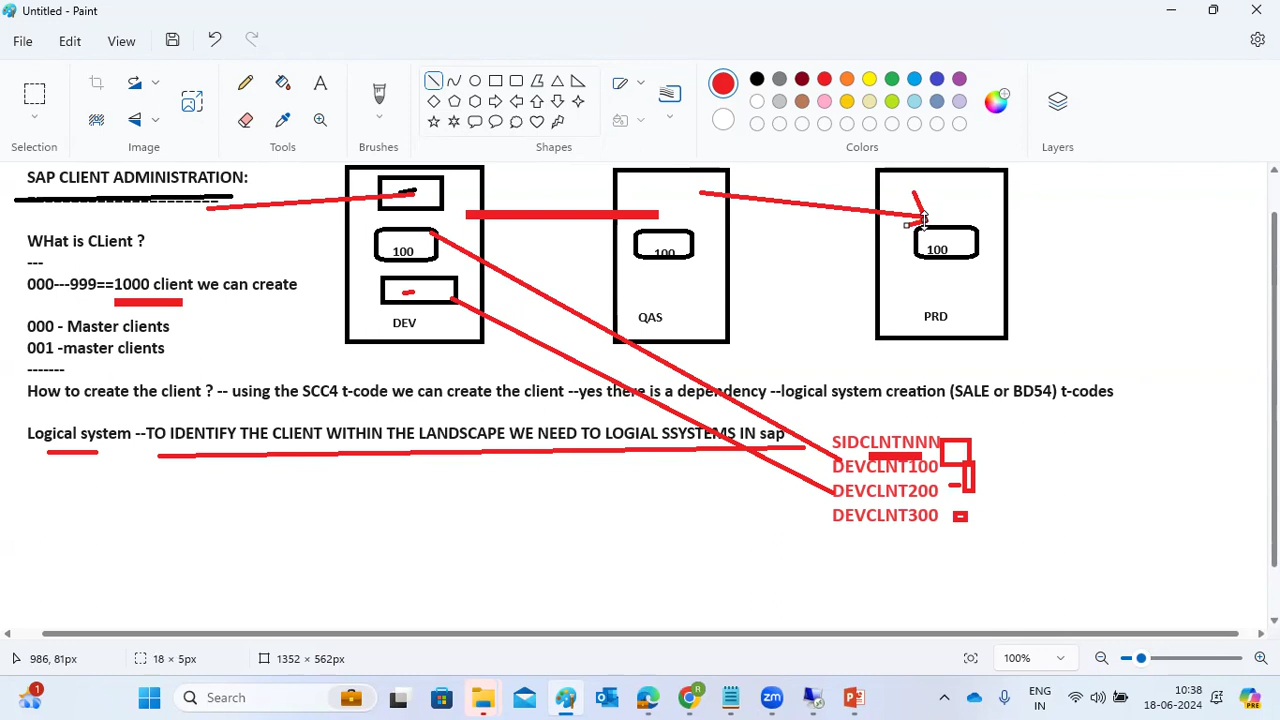 Untitled - Paint
File Edit View
Selection Image Tools Brushes Shapes Colors Layers
SAP CLIENT ADMINISTRATION:
--------------------------------
WHat is CLient ?
---
000---999==1000 client we can create
000 - Master clients
001 -master clients
-------
100
DEV
100
QAS
100
PRD
How to create the client ? -- using the SCC4 t-code we can create the client --yes there is a dependency --logical system creation (SALE or BD54) t-codes
Logical system --TO IDENTIFY THE CLIENT WITHIN THE LANDSCAPE WE NEED TO LOGIAL SSYSTEMS IN sap
SIDCLNTNNN
DEVCLNT100
DEVCLNT200
DEVCLNT300
986, 81px 18 × 5px 1352 × 562px 100%
1 Search R zm ENG IN 10:38 18-06-2024 PRE